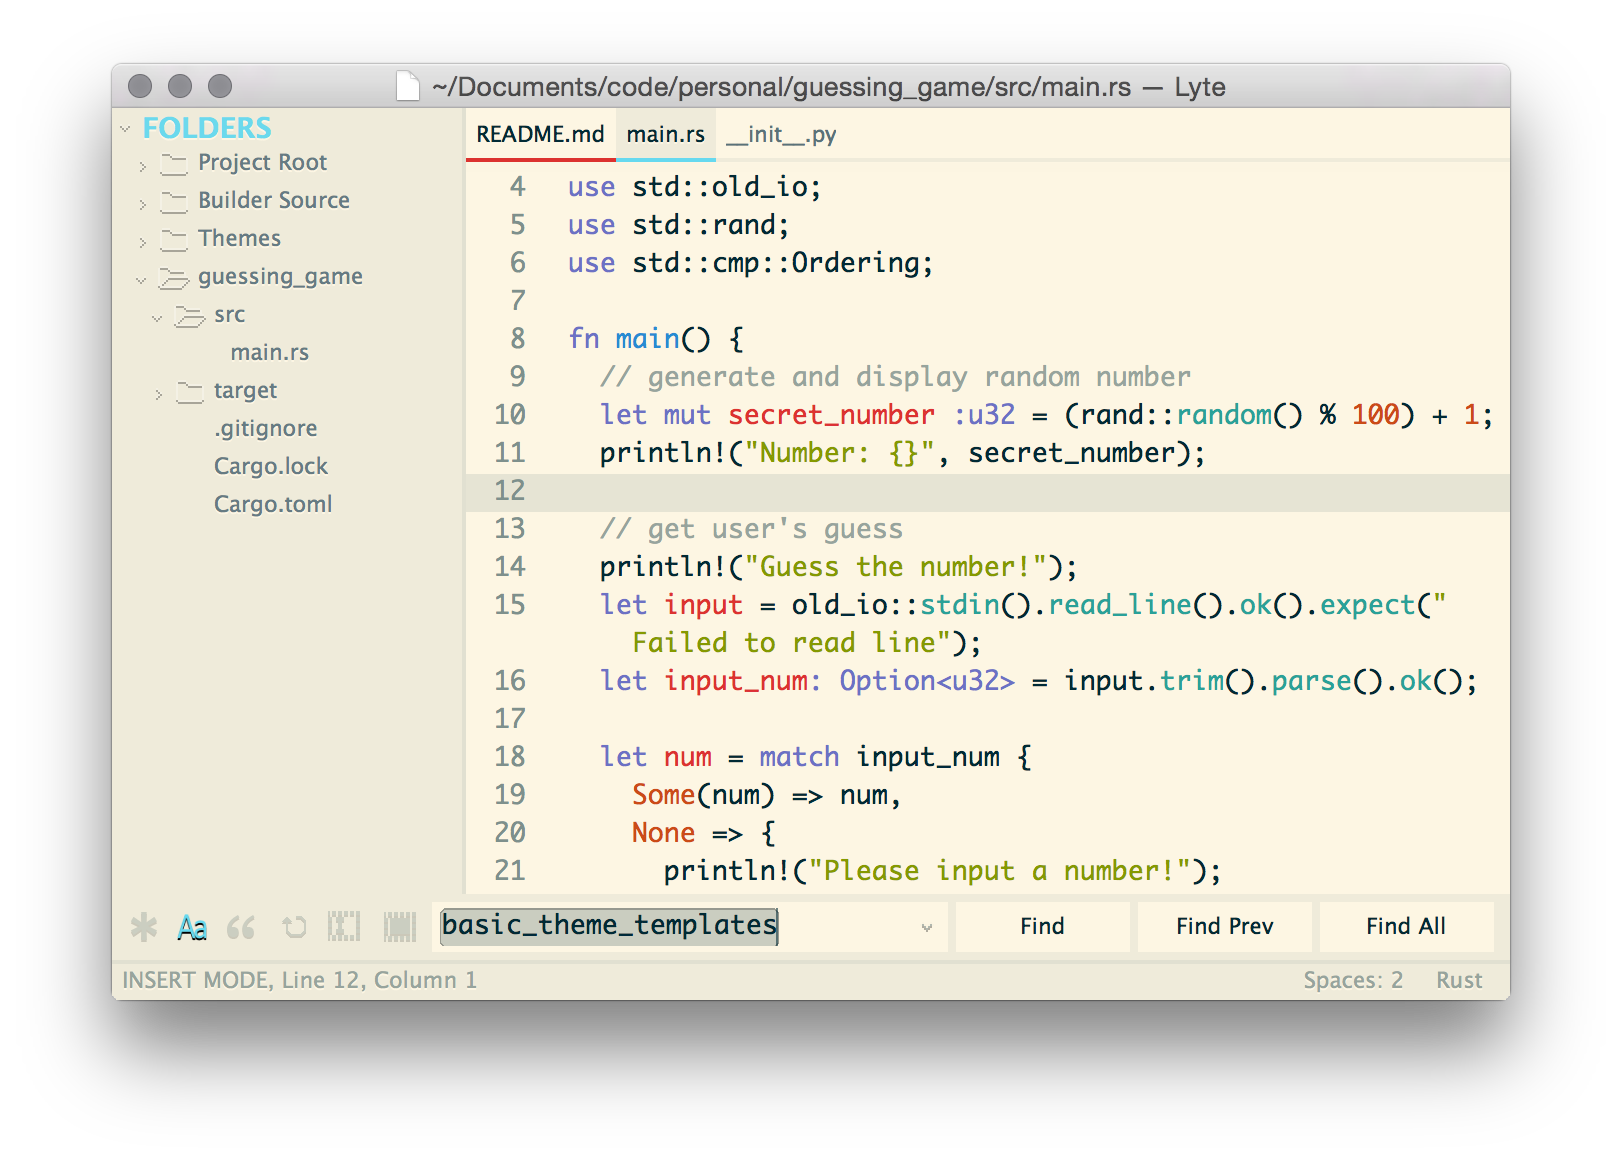 ~/Documents/code/personal/guessing_game/src/main.rs — Lyte
FOLDERS
Project Root
Builder Source
Themes
guessing_game
src
main.rs
target
.gitignore
Cargo.lock
Cargo.toml
README.md main.rs __init__.py
4 use std::old_io;
5 use std::rand;
6 use std::cmp::Ordering;
7
8 fn main() {
9 // generate and display random number
10 let mut secret_number :u32 = (rand::random() % 100) + 1;
11 println!("Number: {}", secret_number);
12
13 // get user's guess
14 println!("Guess the number!");
15 let input = old_io::stdin().read_line().ok().expect("
Failed to read line");
16 let input_num: Option<u32> = input.trim().parse().ok();
17
18 let num = match input_num {
19 Some(num) => num,
20 None => {
21 println!("Please input a number!");
Aa basic_theme_templates Find Find Prev Find All
INSERT MODE, Line 12, Column 1 Spaces: 2 Rust